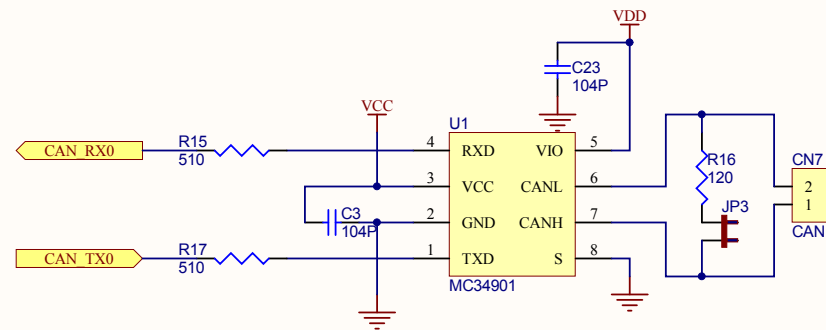 VDD
C23
104P
VCC
U1
CAN_RX0
R15
510
4
RXD
VIO
5
R16
120
CN7
3
VCC
CANL
6
2
1
CAN
C3
104P
2
GND
CANH
7
JP3
CAN_TX0
R17
510
1
TXD
S
8
MC34901